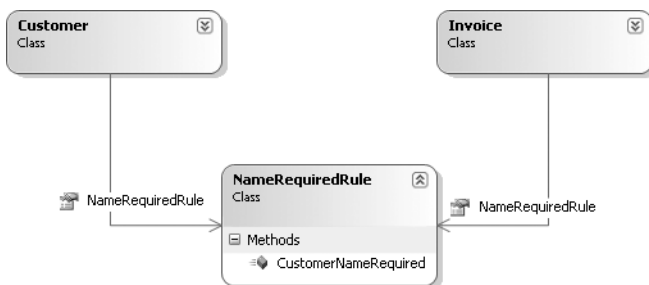 Customer
Class
Invoice
Class
NameRequiredRule
NameRequiredRule
Class
Methods
CustomerNameRequired
NameRequiredRule